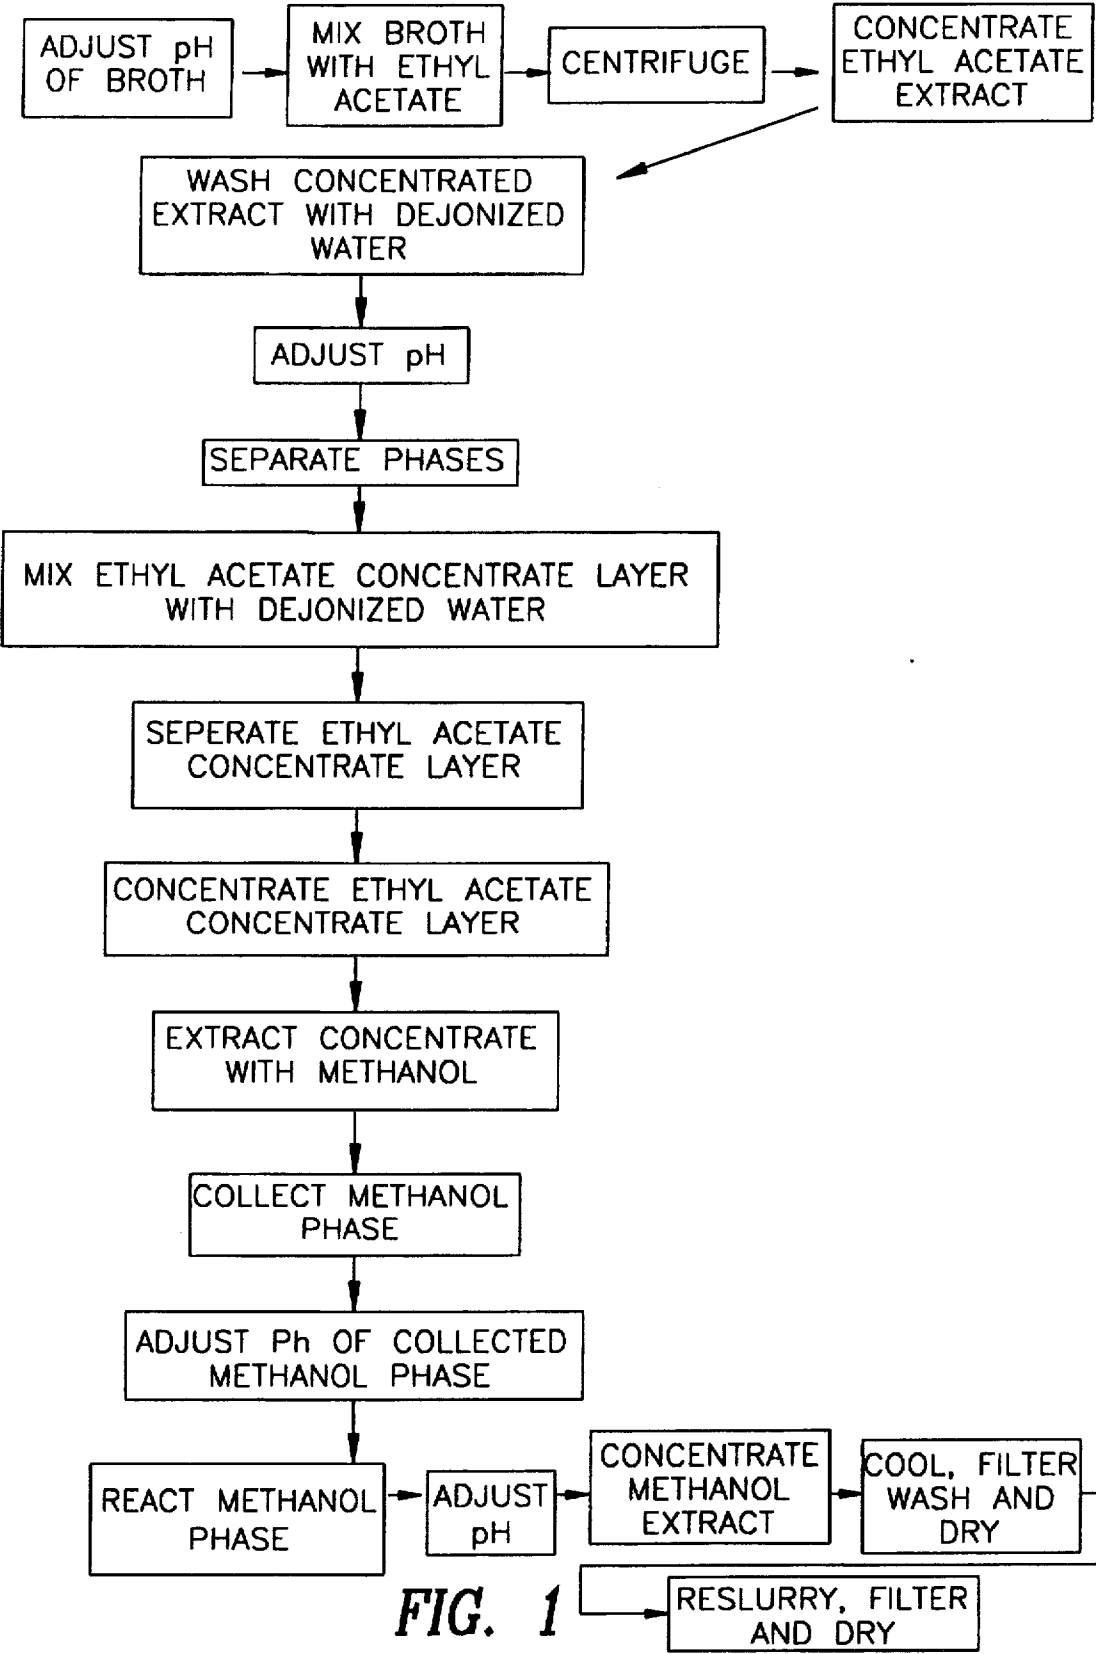 ADJUST pH
OF BROTH
MIX BROTH
WITH ETHYL
ACETATE
CENTRIFUGE
CONCENTRATE
ETHYL ACETATE
EXTRACT
WASH CONCENTRATED
EXTRACT WITH DEJONIZED
WATER
ADJUST pH
SEPARATE PHASES
MIX ETHYL ACETATE CONCENTRATE LAYER
WITH DEJONIZED WATER
SEPERATE ETHYL ACETATE
CONCENTRATE LAYER
CONCENTRATE ETHYL ACETATE
CONCENTRATE LAYER
EXTRACT CONCENTRATE
WITH METHANOL
COLLECT METHANOL
PHASE
ADJUST Ph OF COLLECTED
METHANOL PHASE
REACT METHANOL
PHASE
ADJUST
pH
CONCENTRATE
METHANOL
EXTRACT
COOL, FILTER
WASH AND
DRY
RESLURRY, FILTER
AND DRY
FIG. 1